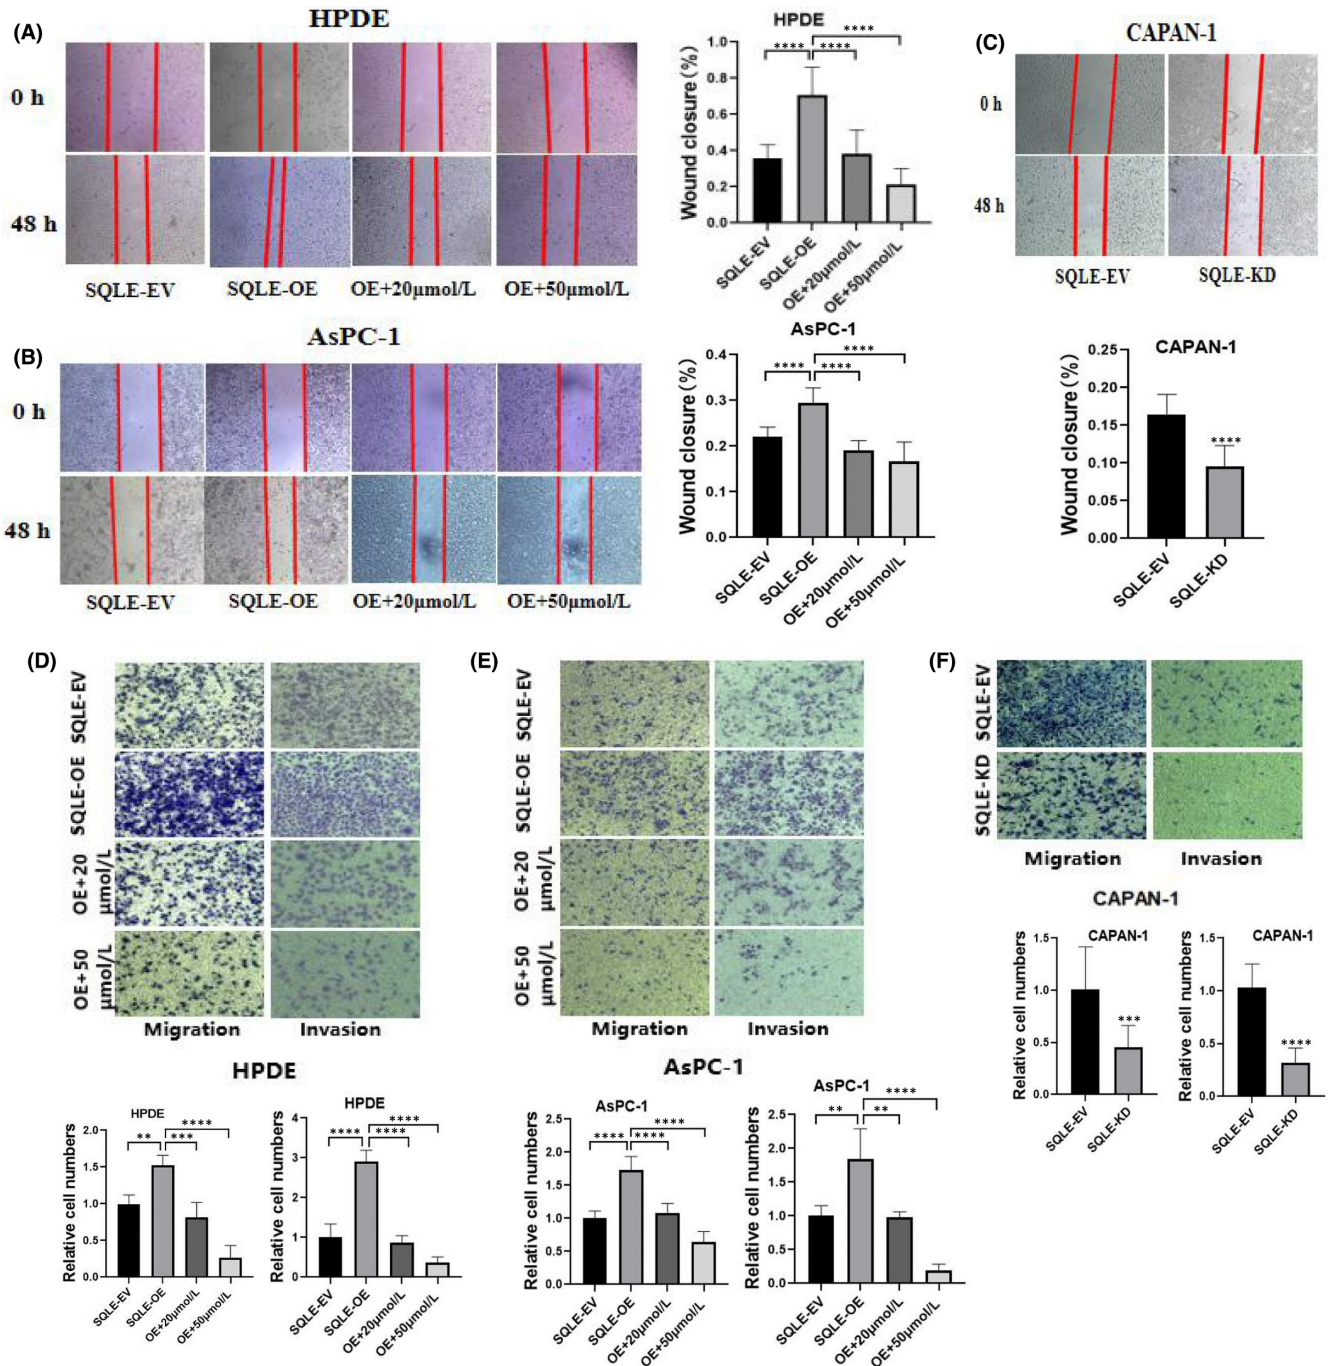 (A)
HPDE
0 h
48 h
SQLE-EV
SQLE-OE
OE+20μmol/L
OE+50μmol/L
HPDE
Wound closure (%)
1.0
0.8
0.6
0.4
0.2
0.0
****
****
****
SQLE-EV
SQLE-OE
OE+20μmol/L
OE+50μmol/L
(C)
CAPAN-1
0 h
48 h
SQLE-EV
SQLE-KD
(B)
AsPC-1
0 h
48 h
SQLE-EV
SQLE-OE
OE+20μmol/L
OE+50μmol/L
AsPC-1
Wound closure (%)
0.4
0.3
0.2
0.1
0.0
****
****
****
SQLE-EV
SQLE-OE
OE+20μmol/L
OE+50μmol/L
CAPAN-1
Wound closure (%)
0.25
0.20
0.15
0.10
0.05
0.00
****
SQLE-EV
SQLE-KD
(D)
SQLE-EV
SQLE-OE
OE+20
μmol/L
OE+50
μmol/L
Migration
Invasion
HPDE
HPDE
Relative cell numbers
2.0
1.5
1.0
0.5
0.0
**
***
****
SQLE-EV
SQLE-OE
OE+20μmol/L
OE+50μmol/L
HPDE
Relative cell numbers
4
3
2
1
0
****
****
****
SQLE-EV
SQLE-OE
OE+20μmol/L
OE+50μmol/L
(E)
SQLE-EV
SQLE-OE
OE+20
μmol/L
OE+50
μmol/L
Migration
Invasion
AsPC-1
AsPC-1
Relative cell numbers
2.5
2.0
1.5
1.0
0.5
0.0
****
****
****
SQLE-EV
SQLE-OE
OE+20μmol/L
OE+50μmol/L
AsPC-1
Relative cell numbers
2.5
2.0
1.5
1.0
0.5
0.0
**
**
****
SQLE-EV
SQLE-OE
OE+20μmol/L
OE+50μmol/L
(F)
SQLE-EV
SQLE-KD
Migration
Invasion
CAPAN-1
CAPAN-1
Relative cell numbers
1.5
1.0
0.5
0.0
***
SQLE-EV
SQLE-KD
CAPAN-1
Relative cell numbers
1.5
1.0
0.5
0.0
****
SQLE-EV
SQLE-KD